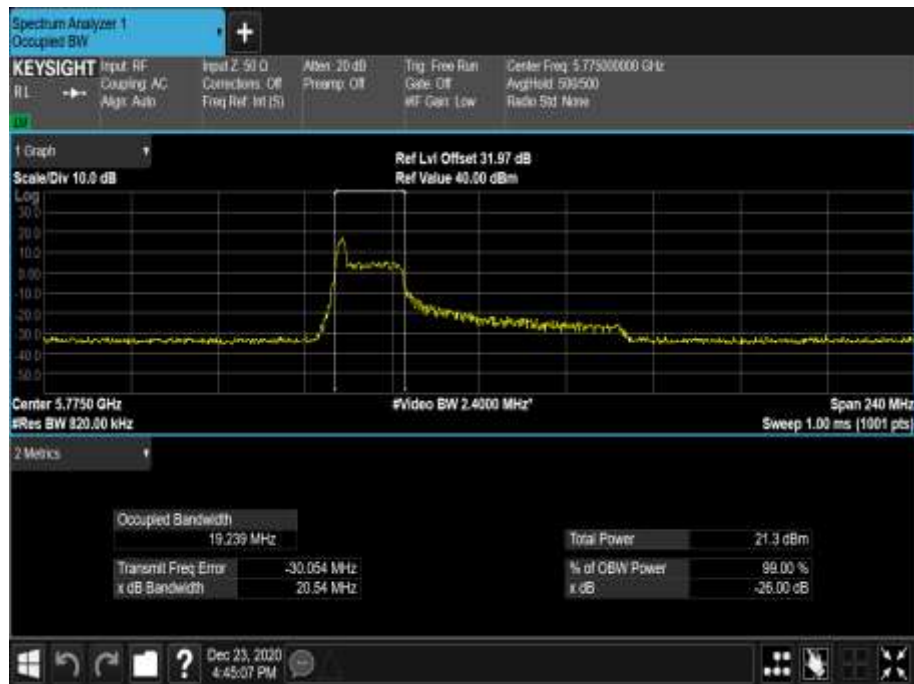 Spectrum Analyzer 1
Occupied BW
+
KEYSIGHT
RL
Input: RF
Coupling: AC
Align: Auto
Input Z: 50 Ω
Corrections: Off
Freq Ref: Int (S)
Atten: 20 dB
Preamp: Off
Trig: Free Run
Gate: Off
#IF Gain: Low
Center Freq: 5.775000000 GHz
Avg|Hold: 500/500
Radio Std: None
1 Graph
Scale/Div 10.0 dB
Ref Lvl Offset 31.97 dB
Ref Value 40.00 dBm
Log
30.0
20.0
10.0
0.00
-10.0
-20.0
-30.0
-40.0
-50.0
Center 5.7750 GHz
#Res BW 820.00 kHz
#Video BW 2.4000 MHz*
Span 240 MHz
Sweep 1.00 ms (1001 pts)
2 Metrics
Occupied Bandwidth
19.239 MHz
Total Power 21.3 dBm
Transmit Freq Error -30.054 MHz
% of OBW Power 99.00 %
x dB Bandwidth 20.54 MHz
x dB -26.00 dB
?
Dec 23, 2020
4:45:07 PM